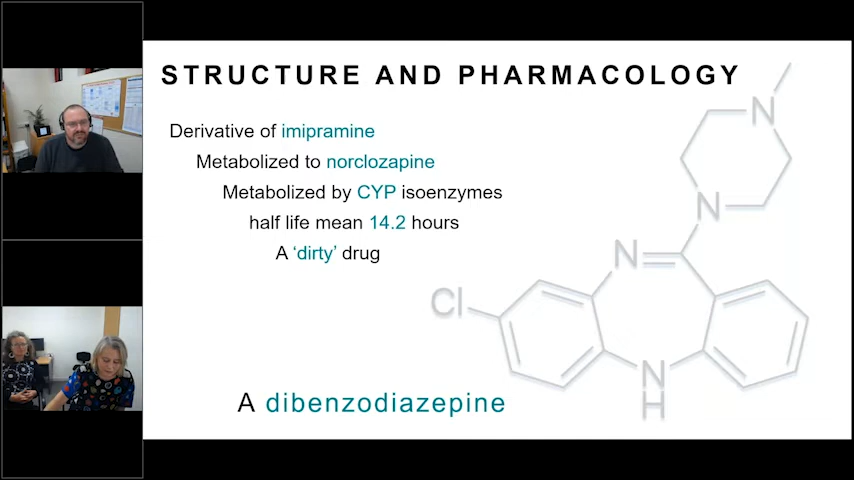 STRUCTURE AND PHARMACOLOGY
Derivative of imipramine
Metabolized to norclozapine
Metabolized by CYP isoenzymes
half life mean 14.2 hours
A ‘dirty’ drug
N
N
N
Cl
N
H
A dibenzodiazepine